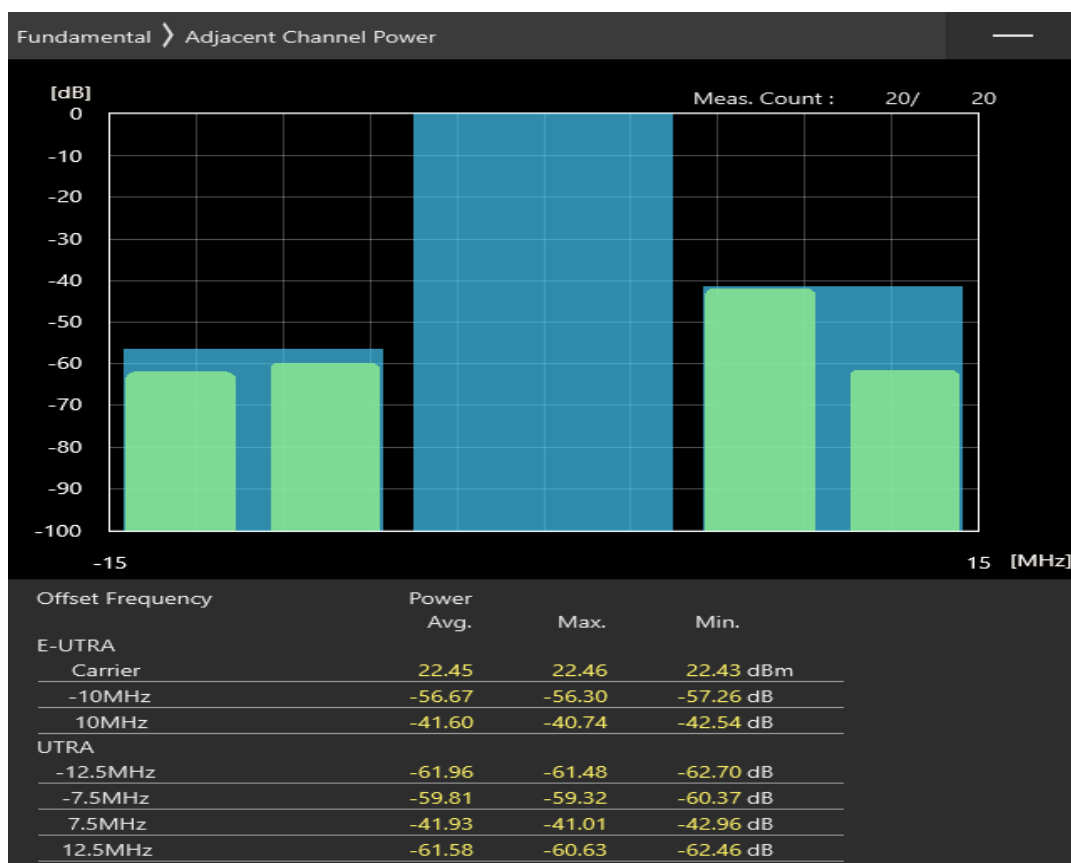 Fundamental 〉 Adjacent Channel Power
[dB]
Meas. Count : 20/ 20
0
-10
-20
-30
-40
-50
-60
-70
-80
-90
-100
-15 15 [MHz]
Offset Frequency Power
Avg. Max. Min.
E-UTRA
Carrier 22.45 22.46 22.43 dBm
-10MHz -56.67 -56.30 -57.26 dB
10MHz -41.60 -40.74 -42.54 dB
UTRA
-12.5MHz -61.96 -61.48 -62.70 dB
-7.5MHz -59.81 -59.32 -60.37 dB
7.5MHz -41.93 -41.01 -42.96 dB
12.5MHz -61.58 -60.63 -62.46 dB